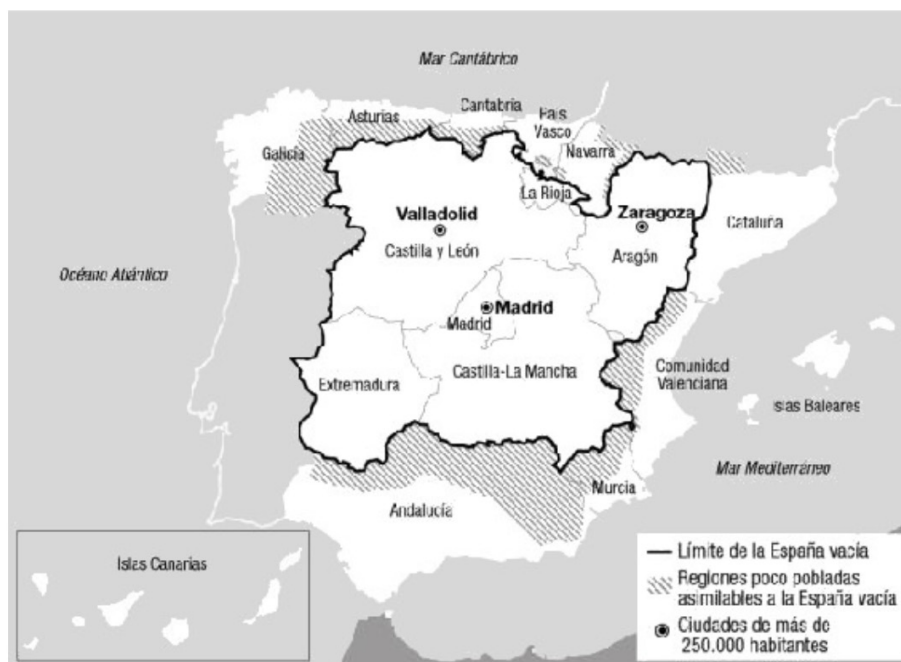 Mar Cantábrico
Cantabria
Asturias
País
Vasco
Galicia
Navarra
La Rioja
Valladolid
Zaragoza
Cataluña
Castilla y León
Aragón
Océano Atlántico
Madrid
Madrid
Extremadura
Castilla-La Mancha
Comunidad
Valenciana
Islas Baleares
Mar Mediterráneo
Murcia
Andalucía
Islas Canarias
Límite de la España vacía
Regiones poco pobladas
asimilables a la España vacía
Ciudades de más de
250.000 habitantes